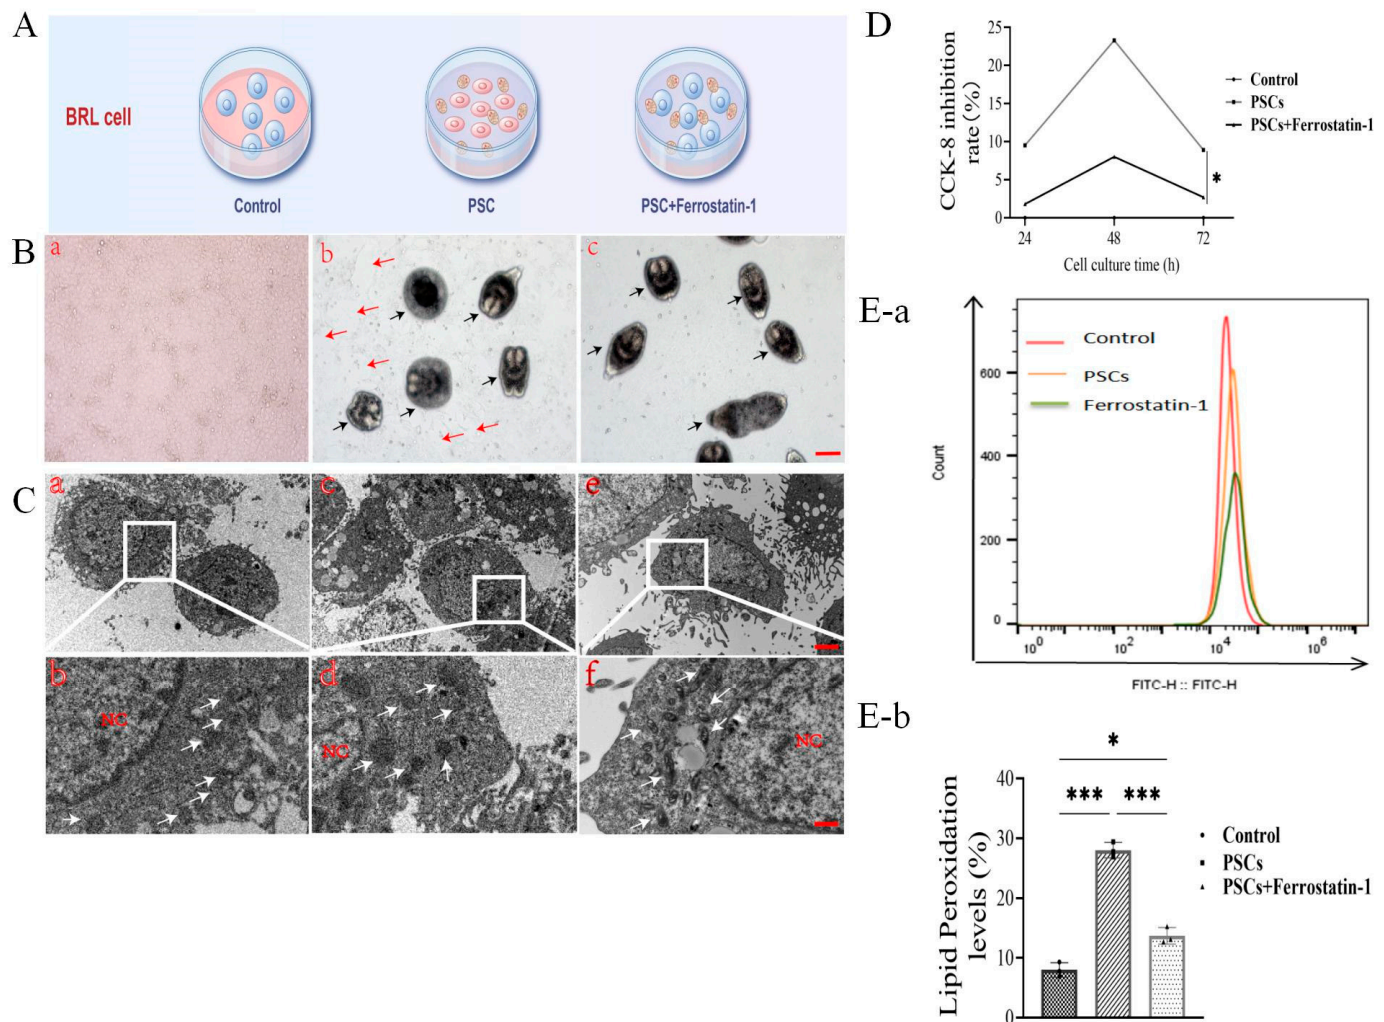 A
BRL cell
Control
PSC
PSC+Ferrostatin-1
B
a
b
c
C
a
c
e
b
NC
d
NC
f
NC
D
CCK-8 inhibition
rate (%)
25
20
15
10
5
0
24
48
72
Cell culture time (h)
Control
PSCs
PSCs+Ferrostatin-1
*
E-a
Control
PSCs
Ferrostatin-1
Count
600
400
200
0
10^0
10^2
10^4
10^6
FITC-H :: FITC-H
E-b
Lipid Peroxidation
levels (%)
40
30
20
10
0
*
*** ***
Control
PSCs
PSCs+Ferrostatin-1